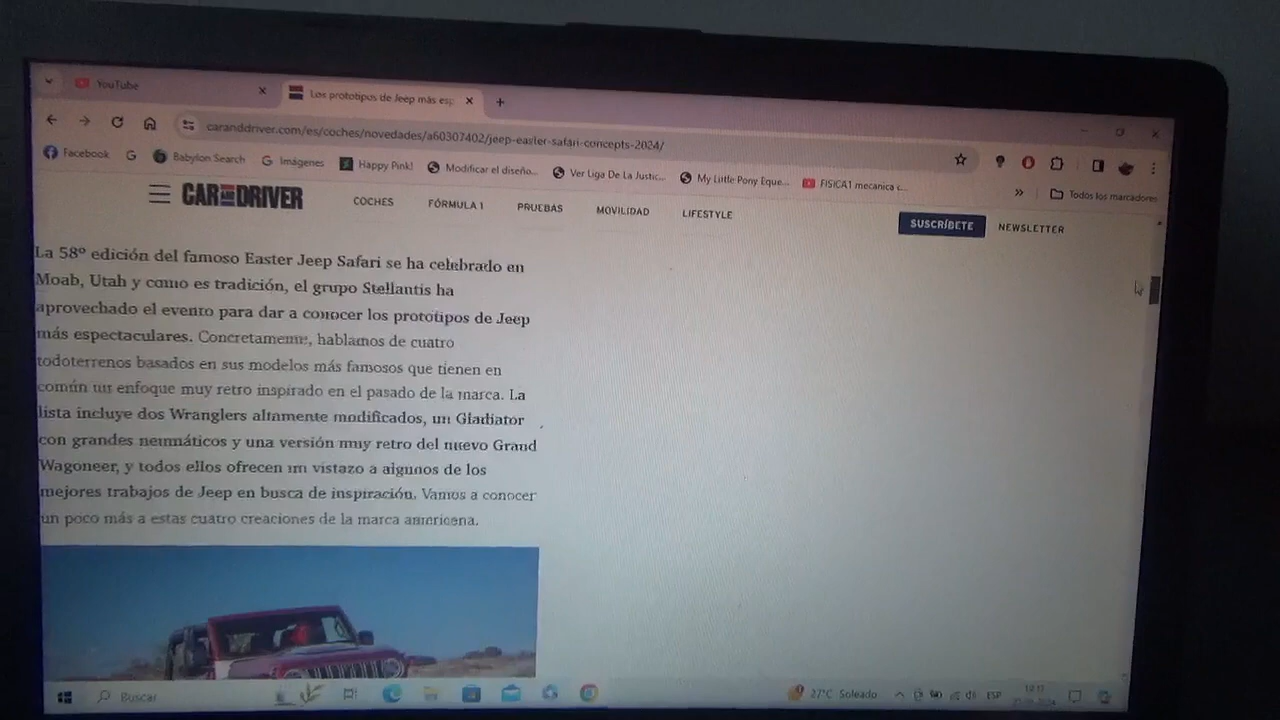 YouTube
Los prototipos de Jeep más esp
caranddriver.com/es/coches/novedades/a60307402/jeep-easter-safari-concepts-2024/
Facebook
Babylon Search
Imágenes
Happy Pink!
Modificar el diseño...
Ver Liga De La Justic...
My Little Pony Eque...
FISICA1 mecanica c...
»
Todos los marcadores
CAR AND DRIVER
COCHES
FÓRMULA 1
PRUEBAS
MOVILIDAD
LIFESTYLE
SUSCRÍBETE
NEWSLETTER
La 58º edición del famoso Easter Jeep Safari se ha celebrado en
Moab, Utah y como es tradición, el grupo Stellantis ha
aprovechado el evento para dar a conocer los prototipos de Jeep
más espectaculares. Concretamente, hablamos de cuatro
todoterrenos basados en sus modelos más famosos que tienen en
común un enfoque muy retro inspirado en el pasado de la marca. La
lista incluye dos Wranglers altamente modificados, un Gladiator
con grandes neumáticos y una versión muy retro del nuevo Grand
Wagoneer, y todos ellos ofrecen un vistazo a algunos de los
mejores trabajos de Jeep en busca de inspiración. Vamos a conocer
un poco más a estas cuatro creaciones de la marca americana.
Buscar
27°C Soleado
ESP